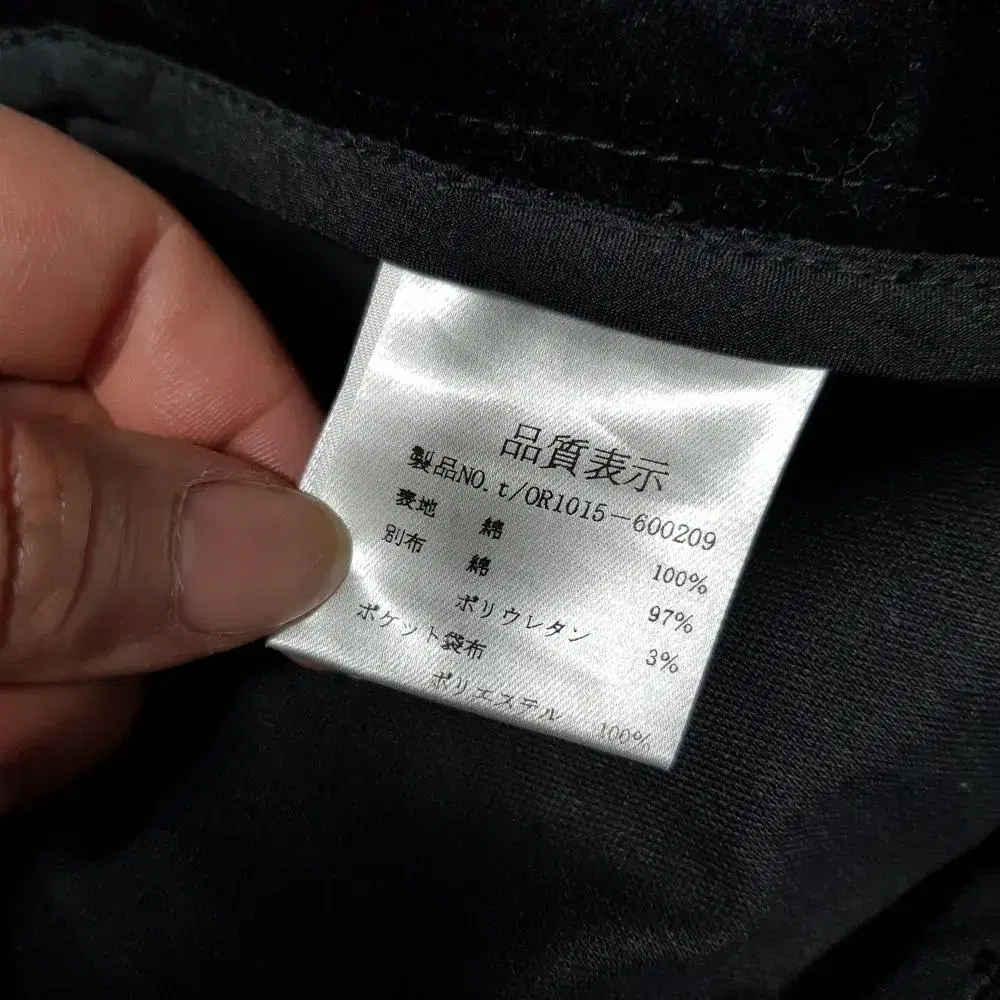 品質表示
製品NO.t/OR1015-600209
表地 綿 100%
別布 綿 97%
ポリウレタン 3%
ポケット袋布
ポリエステル 100%